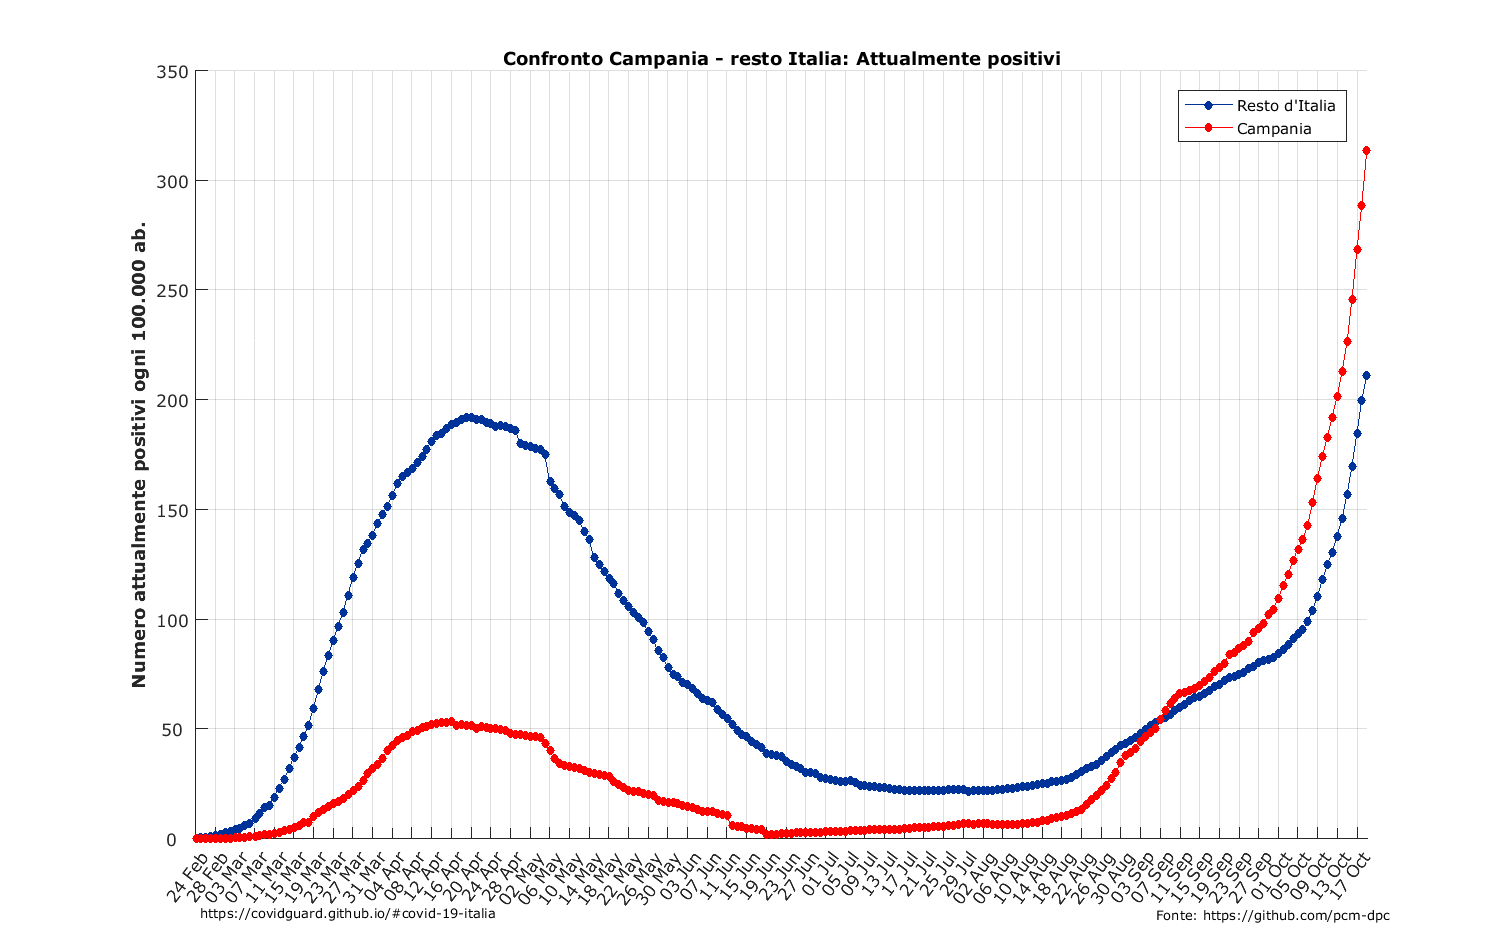 Confronto Campania - resto Italia: Attualmente positivi
Numero attualmente positivi ogni 100.000 ab.
350
300
250
200
150
100
50
0
Resto d'Italia
Campania
24 Feb
28 Feb
03 Mar
07 Mar
11 Mar
15 Mar
19 Mar
23 Mar
27 Mar
31 Mar
04 Apr
08 Apr
12 Apr
16 Apr
20 Apr
24 Apr
28 Apr
02 May
06 May
10 May
14 May
18 May
22 May
26 May
30 May
03 Jun
07 Jun
11 Jun
15 Jun
19 Jun
23 Jun
27 Jun
01 Jul
05 Jul
09 Jul
13 Jul
17 Jul
21 Jul
25 Jul
29 Jul
02 Aug
06 Aug
10 Aug
14 Aug
18 Aug
22 Aug
26 Aug
30 Aug
03 Sep
07 Sep
11 Sep
15 Sep
19 Sep
23 Sep
27 Sep
01 Oct
05 Oct
09 Oct
13 Oct
17 Oct
https://covidguard.github.io/#covid-19-italia
Fonte: https://github.com/pcm-dpc